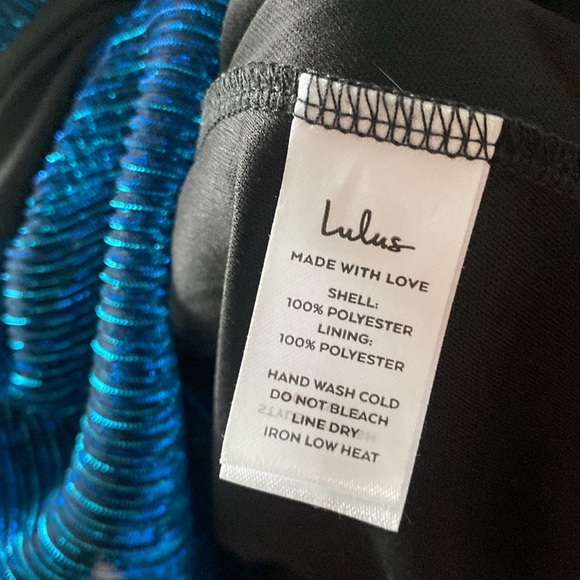 Lulus
MADE WITH LOVE
SHELL:
100% POLYESTER
LINING:
100% POLYESTER
HAND WASH COLD
DO NOT BLEACH
LINE DRY
IRON LOW HEAT